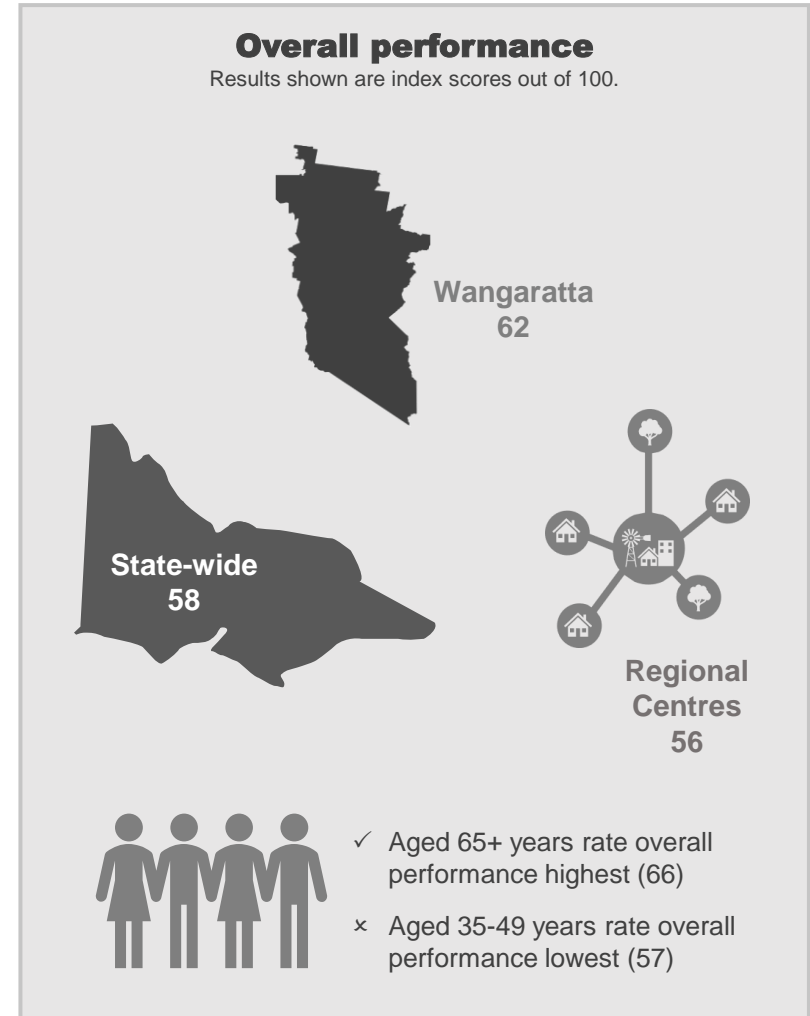 Overall performance
Results shown are index scores out of 100.
Wangaratta
62
State-wide
58
Regional
Centres
56
✓ Aged 65+ years rate overall
performance highest (66)
× Aged 35-49 years rate overall
performance lowest (57)